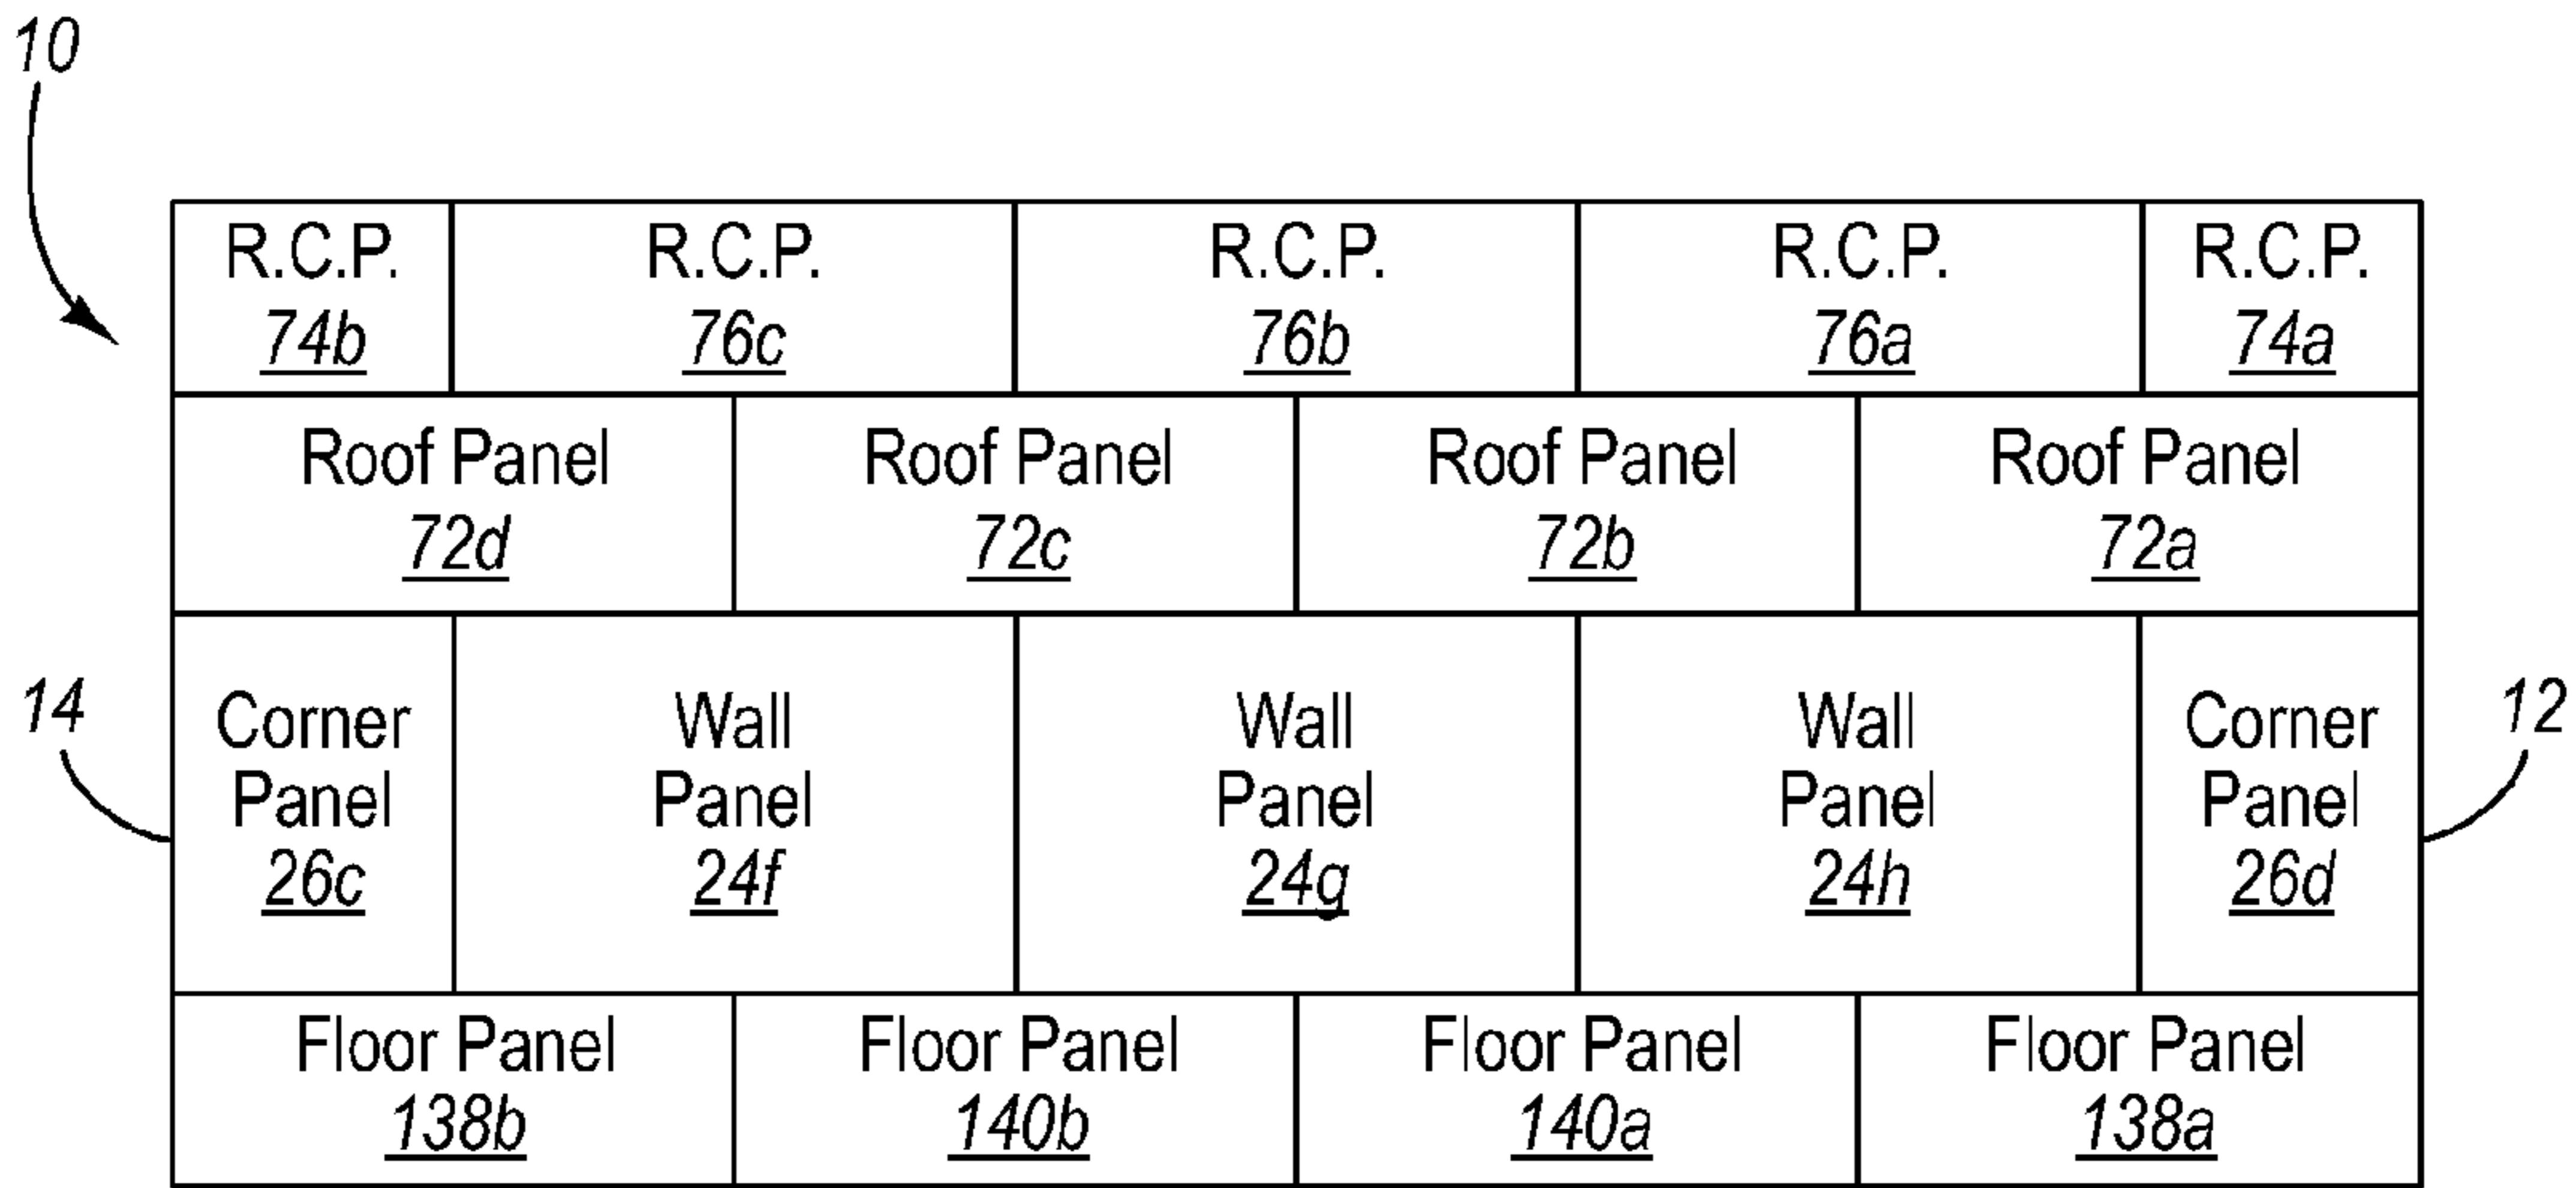 10
R.C.P. R.C.P. R.C.P. R.C.P. R.C.P.
74b 76c 76b 76a 74a
Roof Panel Roof Panel Roof Panel Roof Panel
72d 72c 72b 72a
14 Corner Wall Wall Wall Corner 12
Panel Panel Panel Panel Panel
26c 24f 24g 24h 26d
Floor Panel Floor Panel Floor Panel Floor Panel
138b 140b 140a 138a